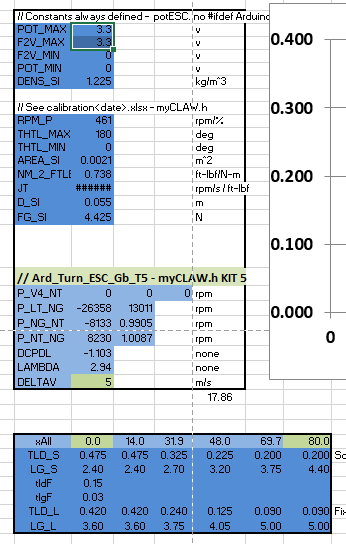 // Constants always defined - potESC. no #ifdef Arduino
POT_MAX 3.3 v
F2V_MAX 3.3 v
F2V_MIN 0 v
POT_MIN 0 v
DENS_SI 1.225 kg/m^3
// See calibration<date>.xlsx - myCLAW.h
RPM_P 461 rpm/%
THTL_MAX 180 deg
THTL_MIN 0 deg
AREA_SI 0.0021 m^2
NM_2_FTLB 0.738 ft-lbf/N-m
JT ###### rpm/s / ft-lbf
D_SI 0.055 m
FG_SI 4.425 N
// Ard_Turn_ESC_Gb_T5 - myCLAW.h KIT 5
P_V4_NT 0 0 0 rpm
P_LT_NG -26358 13011 rpm
P_NG_NT -8133 0.9905 rpm
P_NT_NG 8230 1.0087 rpm
DCPDL -1.103 none
LAMBDA 2.94 none
DELTAV 5 m/s
17.86
xAll 0.0 14.0 31.9 48.0 69.7 80.0
TLD_S 0.475 0.475 0.325 0.225 0.200 0.200
LG_S 2.40 2.40 2.70 3.20 3.75 4.40
tldF 0.15
tlgF 0.03
TLD_L 0.420 0.420 0.240 0.125 0.090 0.090 Fix
LG_L 3.60 3.60 3.75 4.05 5.00 5.00
0.400
0.300
0.200
0.100
0.000
0